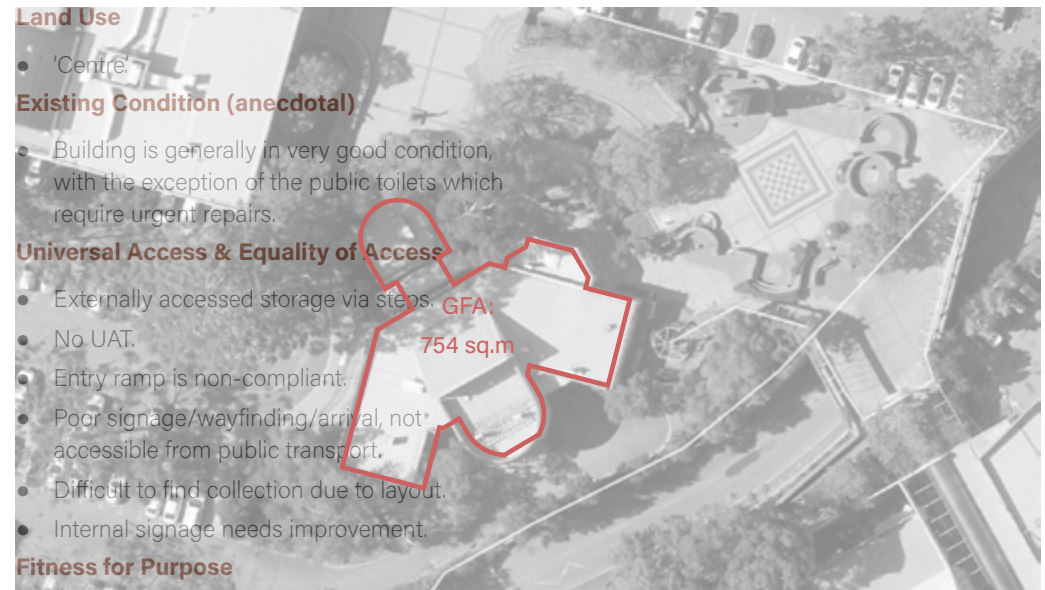 Land Use
● 'Centre'.
Existing Condition (anecdotal)
● Building is generally in very good condition,
with the exception of the public toilets which
require urgent repairs.
Universal Access & Equality of Access
● Externally accessed storage via steps.
GFA:
● No UAT.
754 sq.m
● Entry ramp is non-compliant.
● Poor signage/wayfinding/arrival, not
accessible from public transport.
● Difficult to find collection due to layout.
● Internal signage needs improvement.
Fitness for Purpose